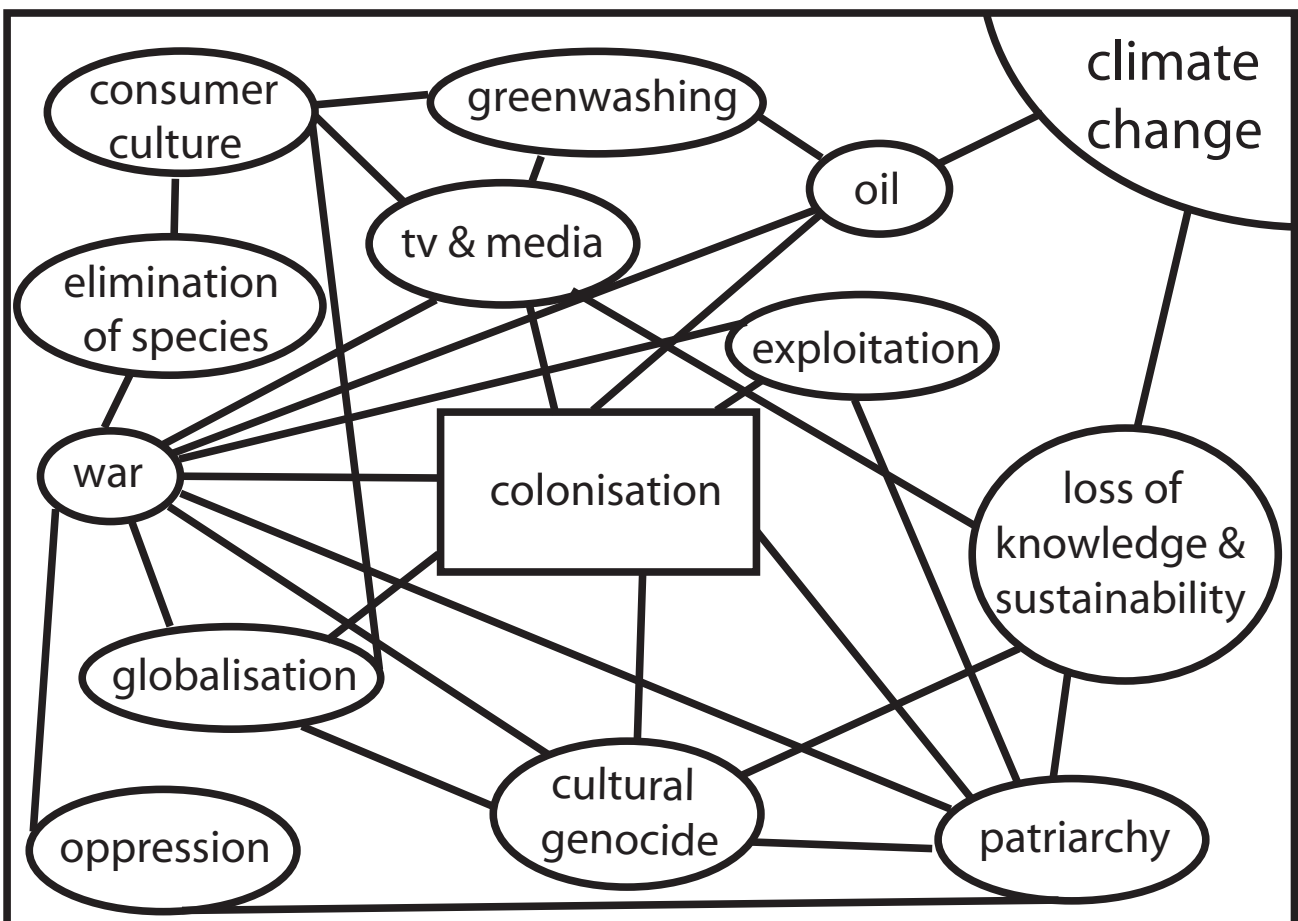 consumer
culture
greenwashing
climate
change
oil
tv & media
elimination
of species
exploitation
war
colonisation
loss of
knowledge &
sustainability
globalisation
cultural
genocide
oppression
patriarchy